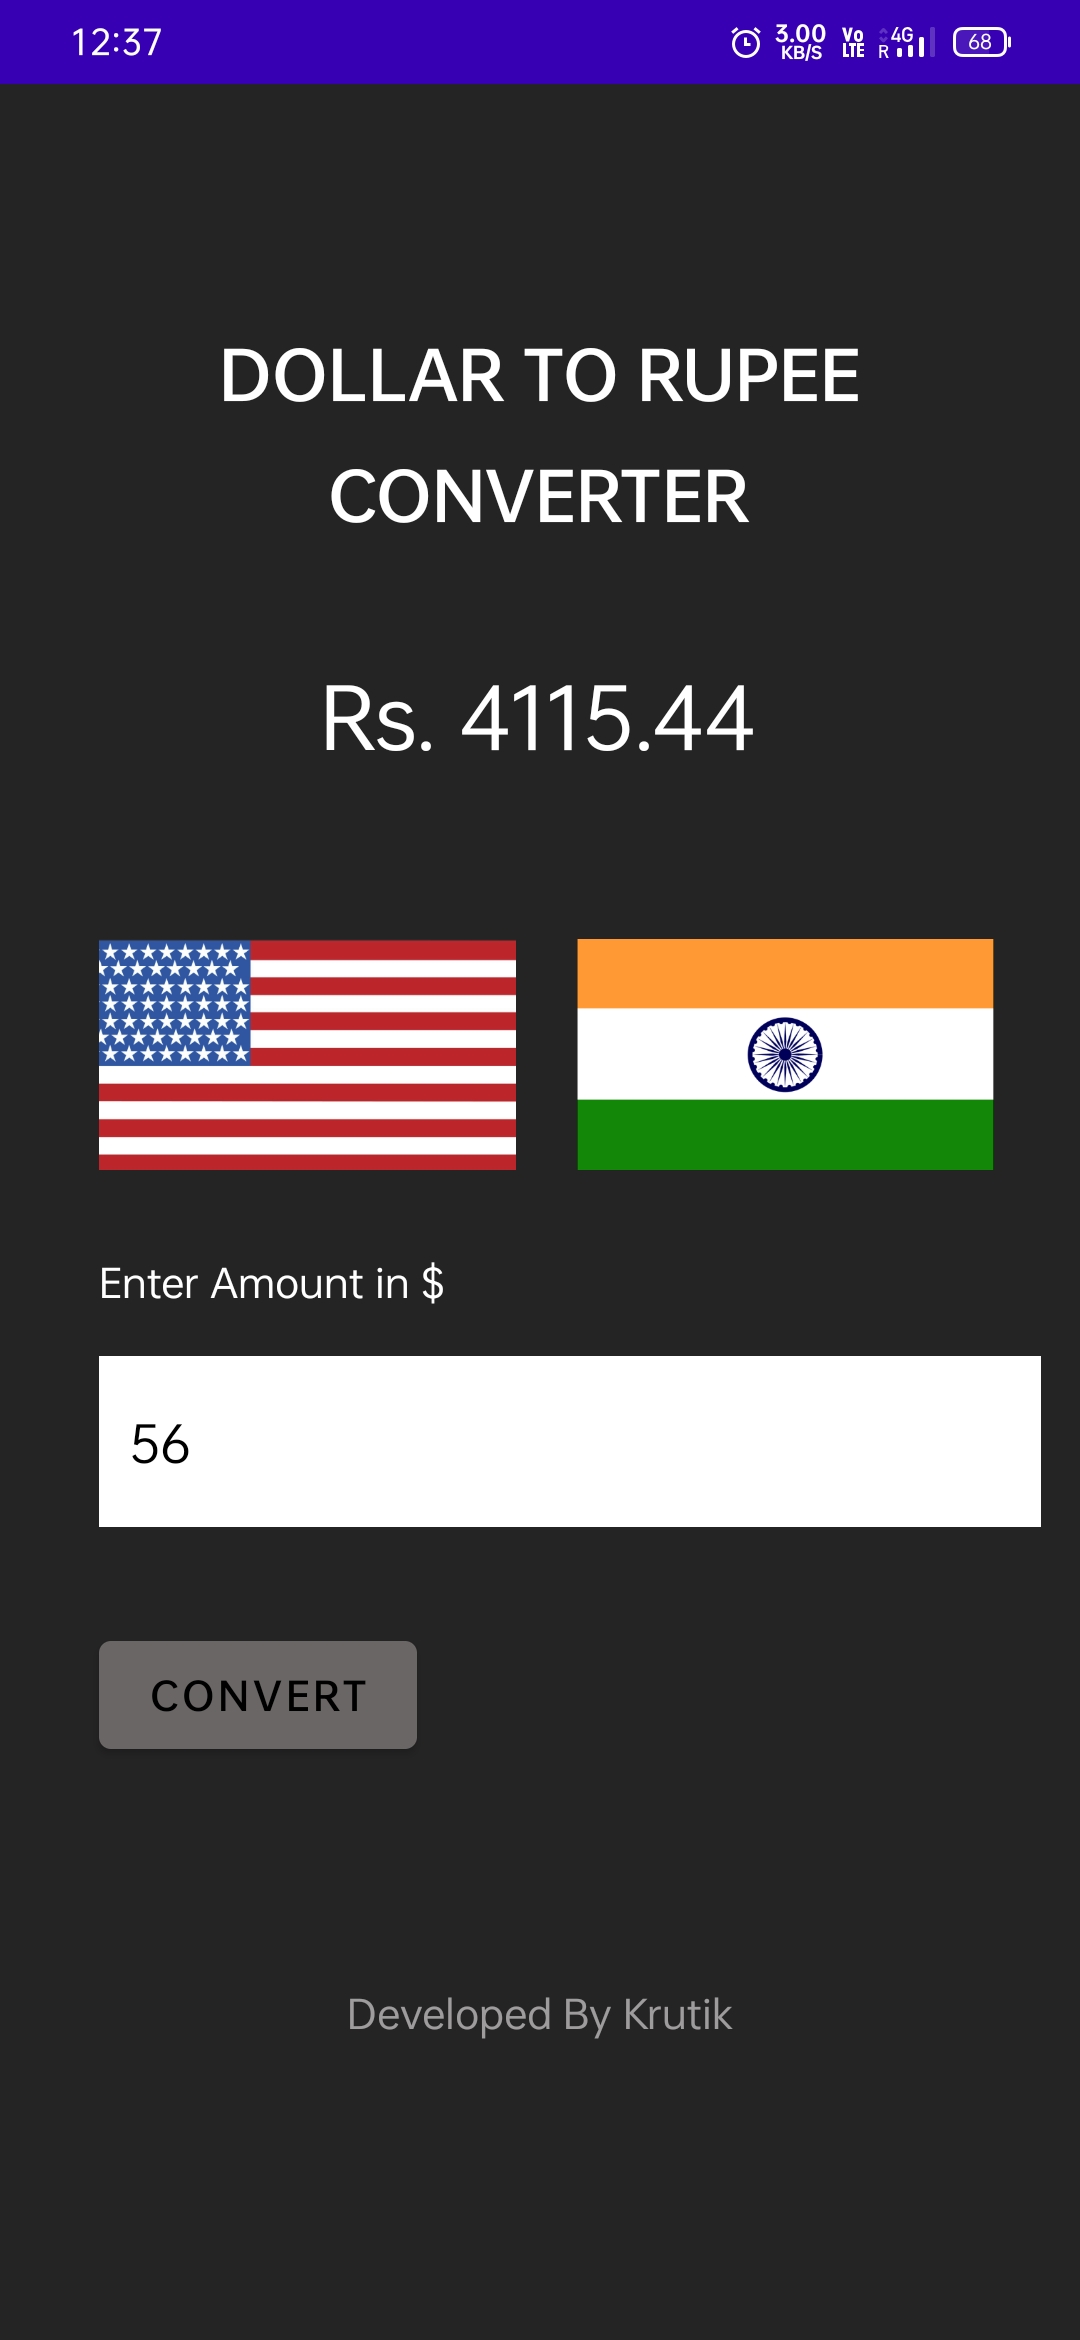 12:37
3.00
KB/S
Vo
LTE
4G
R
68
DOLLAR TO RUPEE
CONVERTER
Rs. 4115.44
Enter Amount in $
56
CONVERT
Developed By Krutik